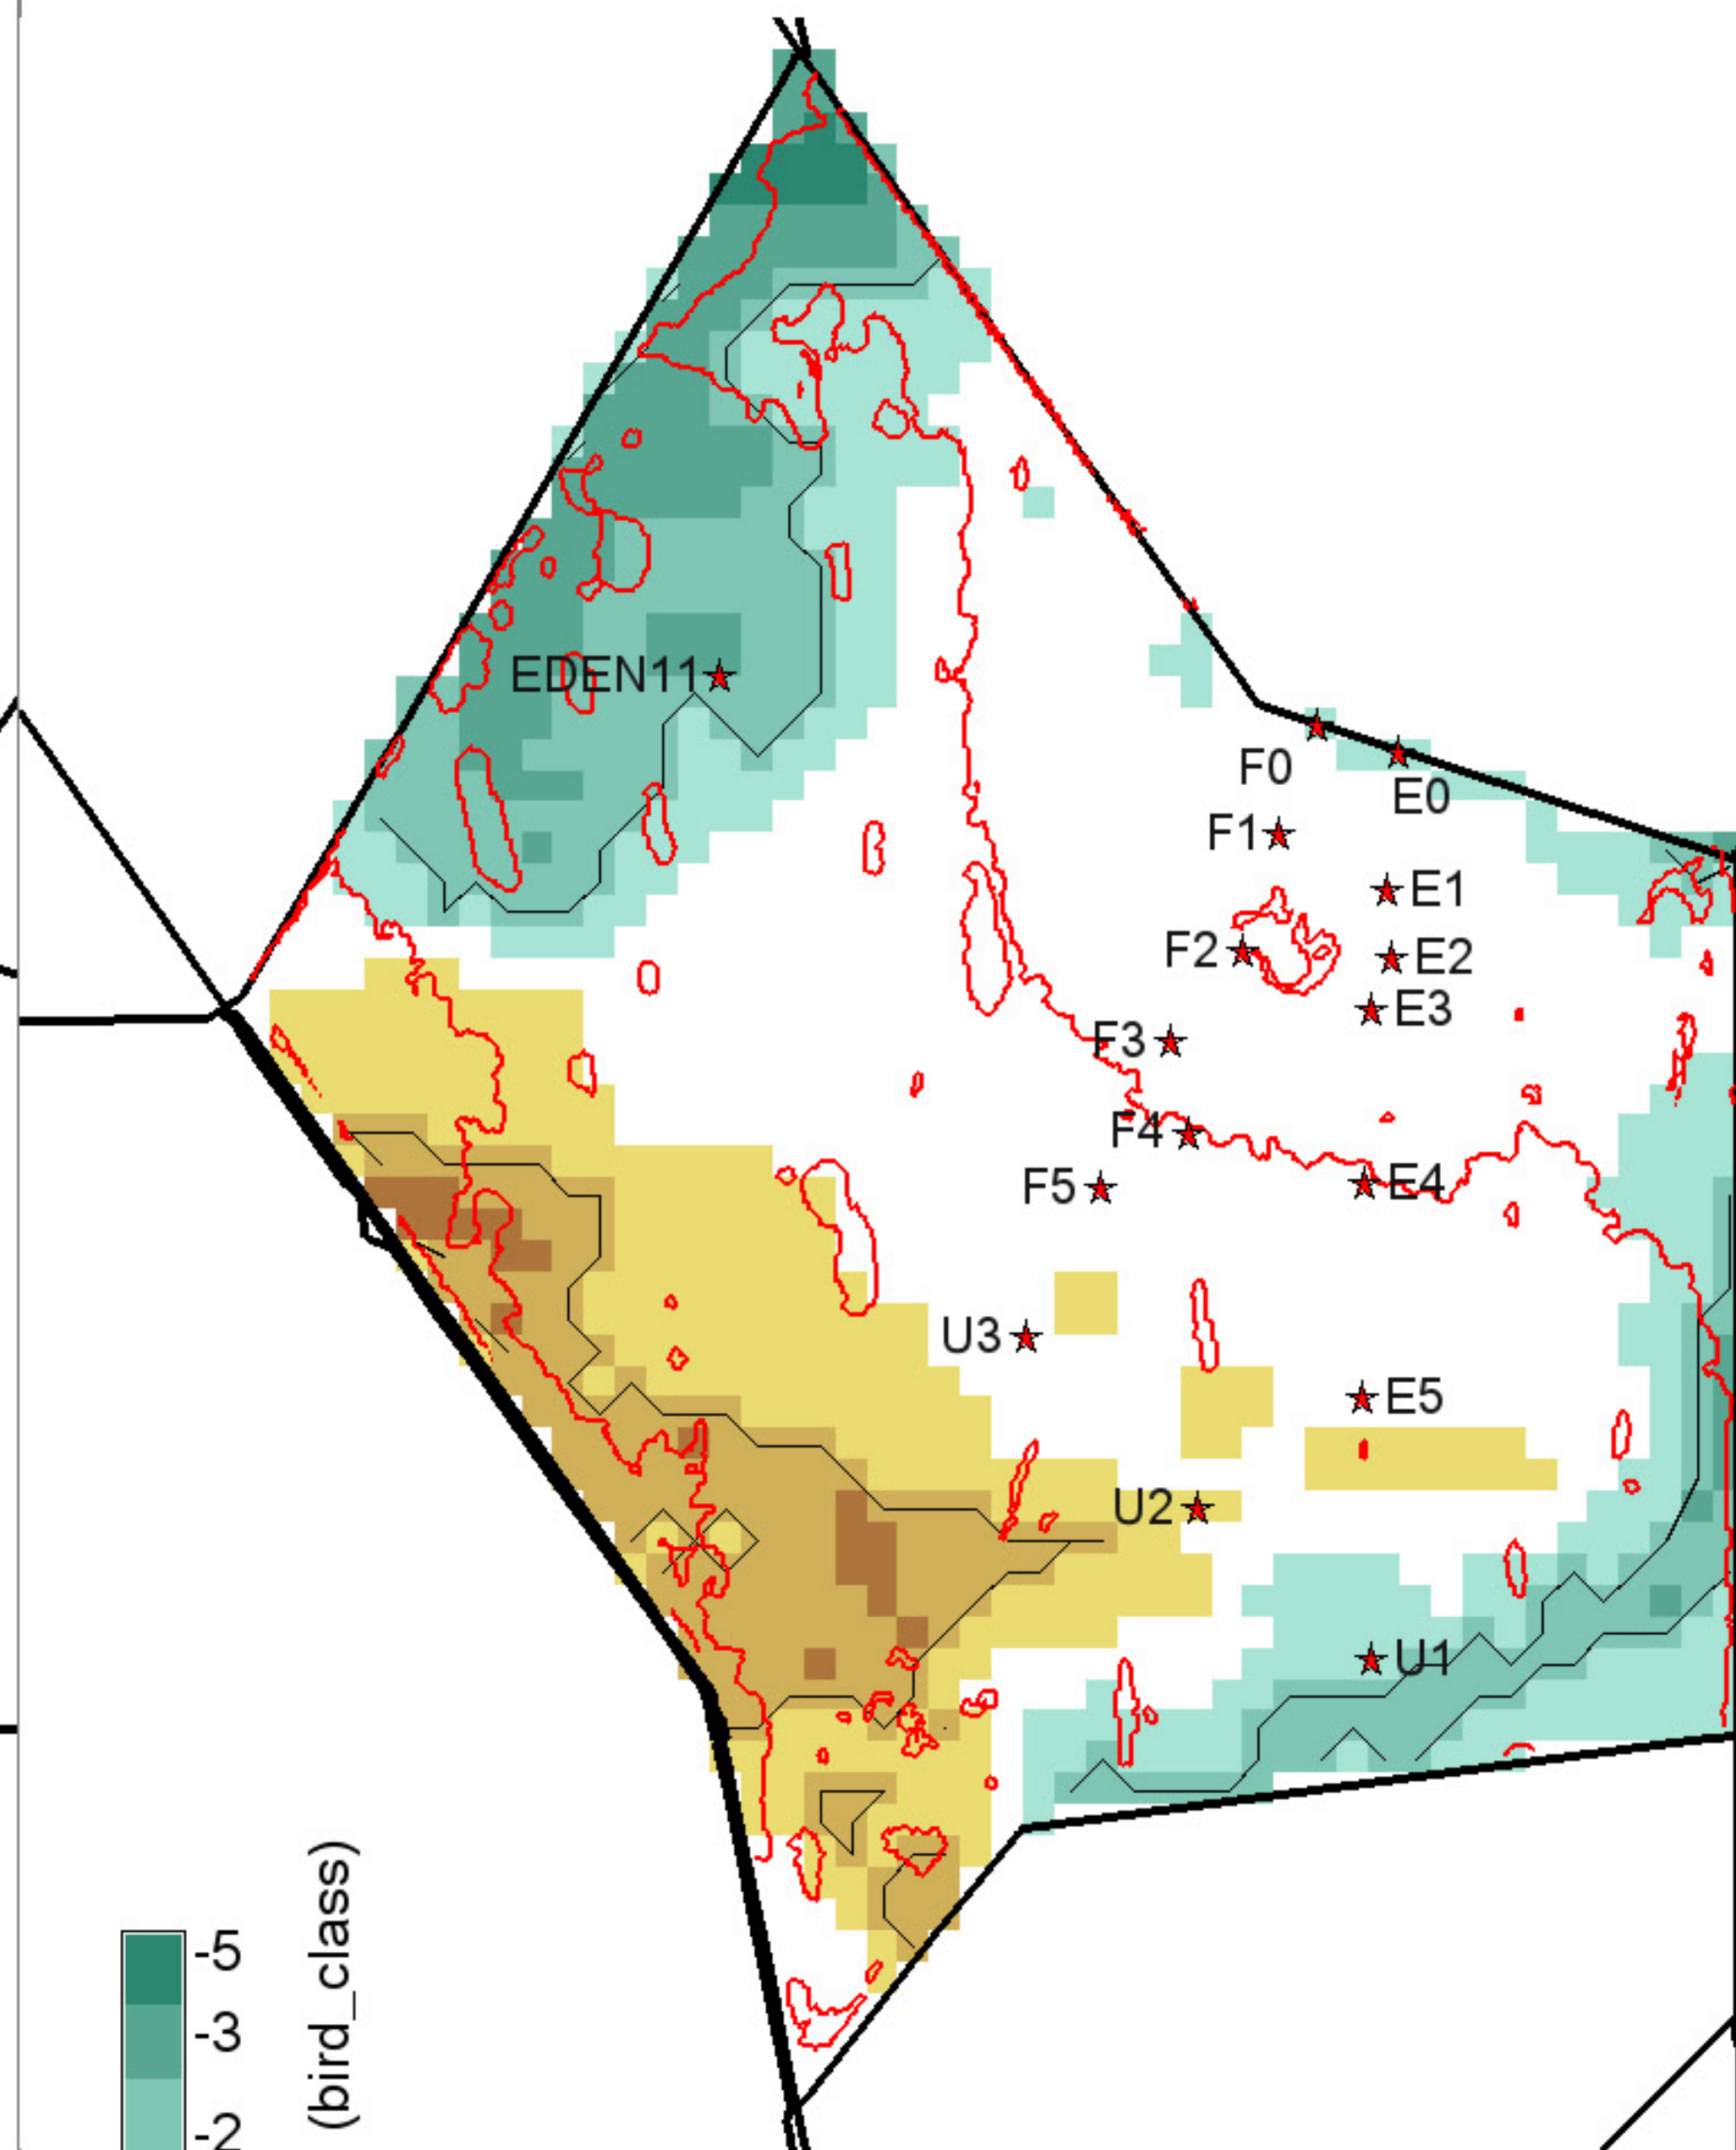 EDEN11
F0
E0
F1
E1
F2
E2
E3
F3
F4
E4
F5
U3
E5
U2
U1
(bird_class)
-5
-3
-2